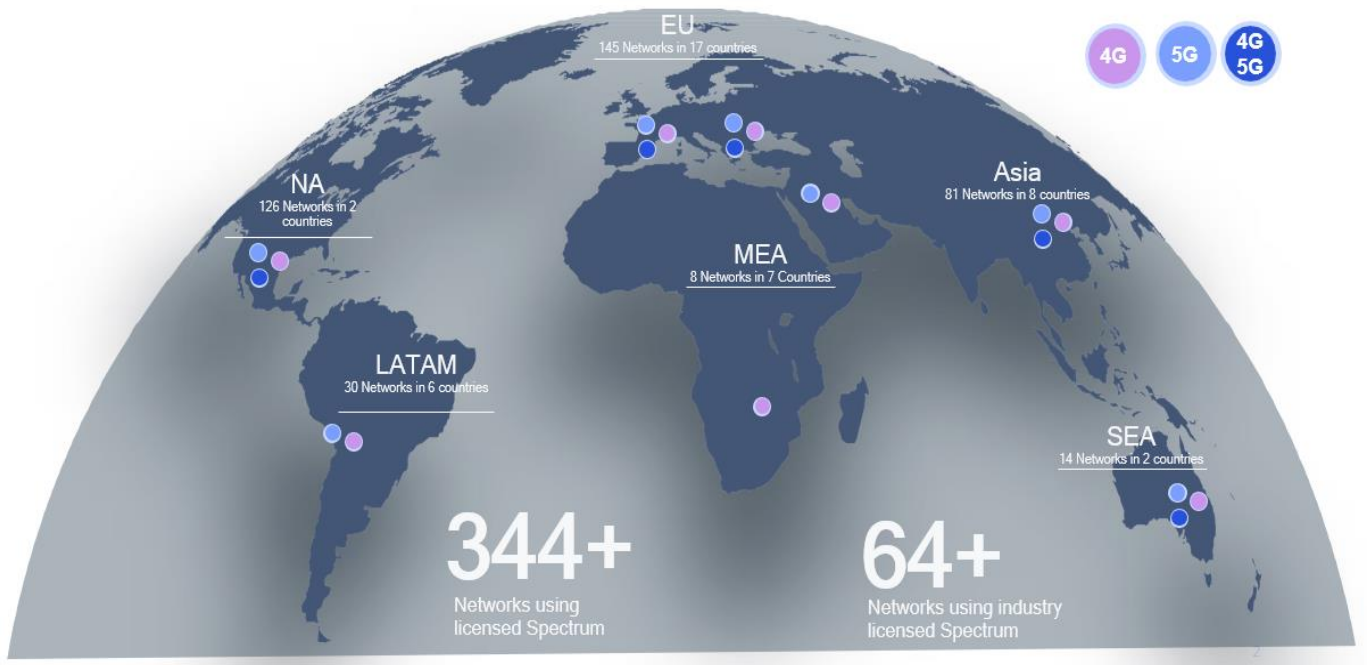 EU
145 Networks in 17 countries
4G
5G
4G
5G
NA
126 Networks in 2
countries
Asia
81 Networks in 8 countries
MEA
8 Networks in 7 Countries
LATAM
30 Networks in 6 countries
SEA
14 Networks in 2 countries
344+
Networks using
licensed Spectrum
64+
Networks using industry
licensed Spectrum
2